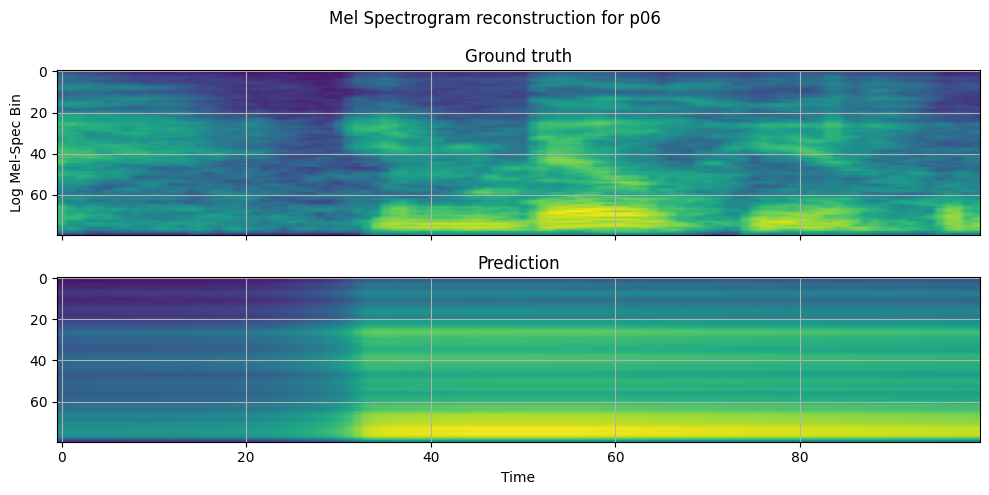 Mel Spectrogram reconstruction for p06
Ground truth
0
20
40
60
Log Mel-Spec Bin
Prediction
0
20
40
60
0 20 40 60 80
Time